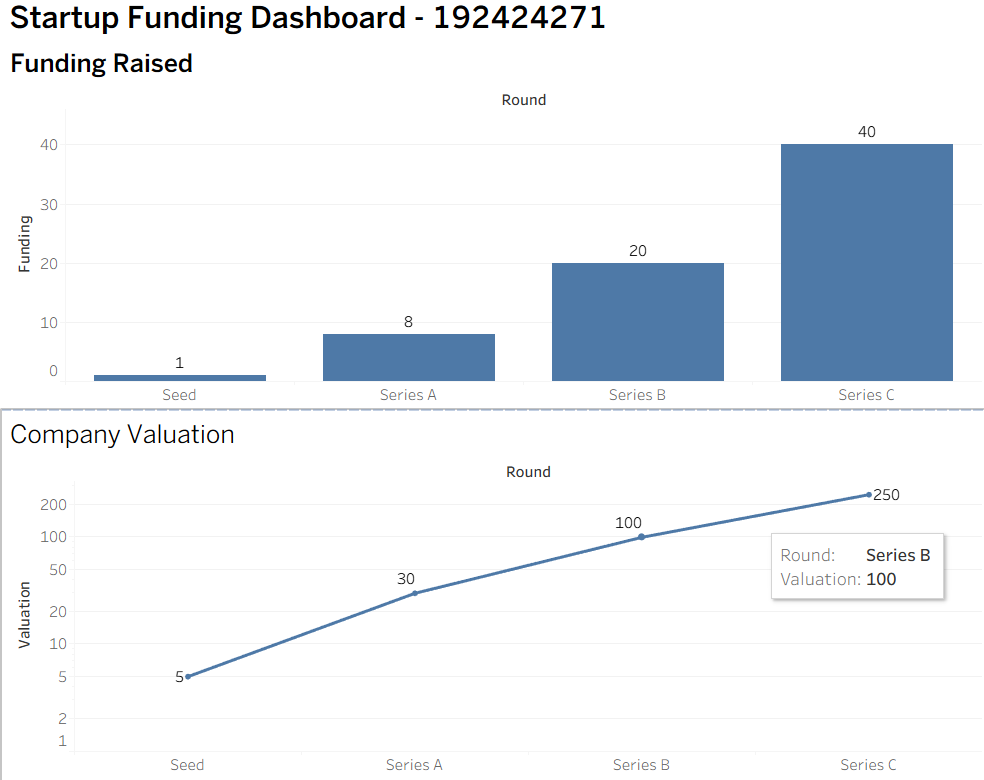 Startup Funding Dashboard - 192424271
Funding Raised
Round
40
30
20
10
0
Funding
1
8
20
40
Seed Series A Series B Series C
Company Valuation
Round
200
100
50
20
10
5
2
1
Valuation
5
30
100
250
Round: Series B
Valuation: 100
Seed Series A Series B Series C